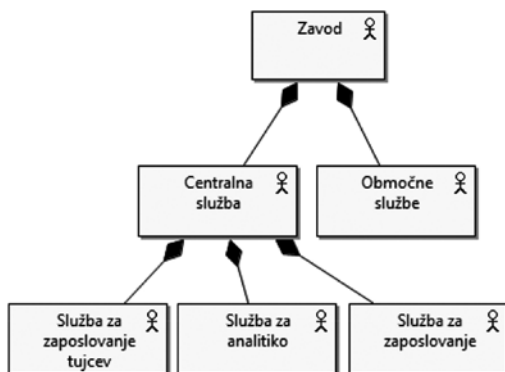 Zavod
Centralna
služba
Območne
službe
Služba za
zaposlovanje
tujcev
Služba za
analitiko
Služba za
zaposlovanje